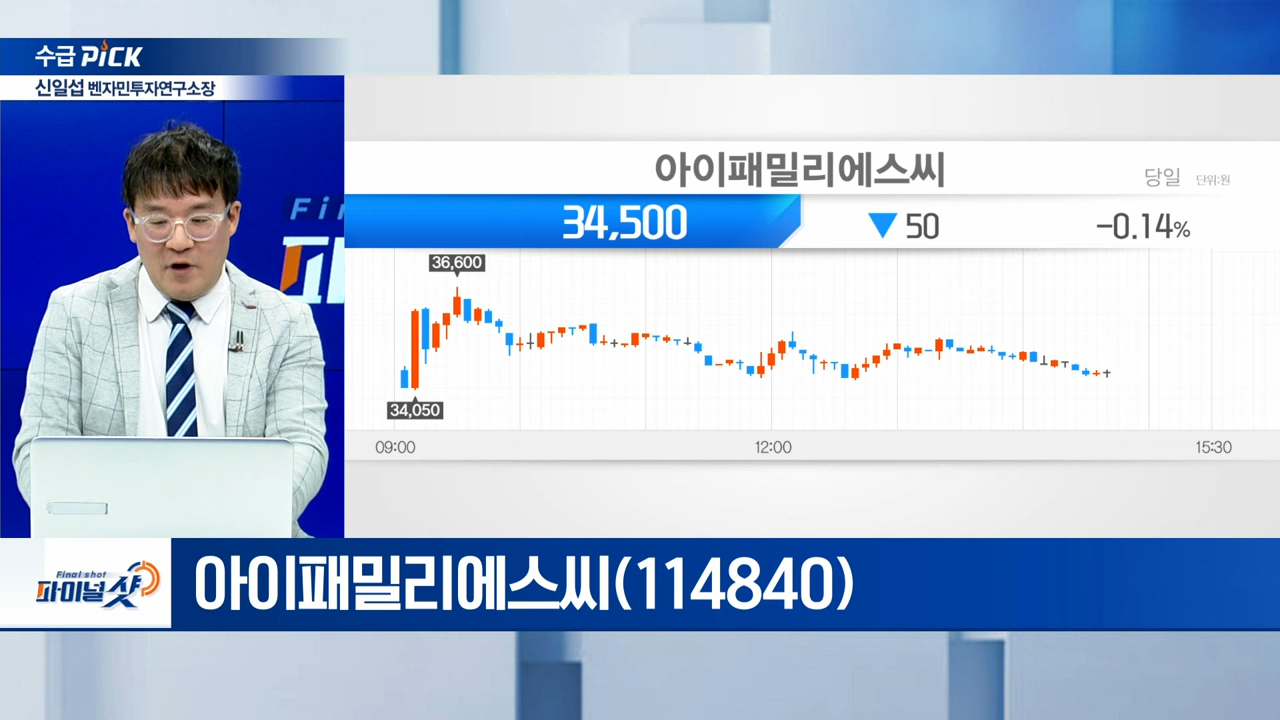 수급 PiCK
신일섭 벤자민투자연구소장
아이패밀리에스씨
당일 단위:원
34,500 ▼ 50 -0.14%
36,600
34,050
09:00 12:00 15:30
Fin
파
Final shot
파이널샷
아이패밀리에스씨(114840)